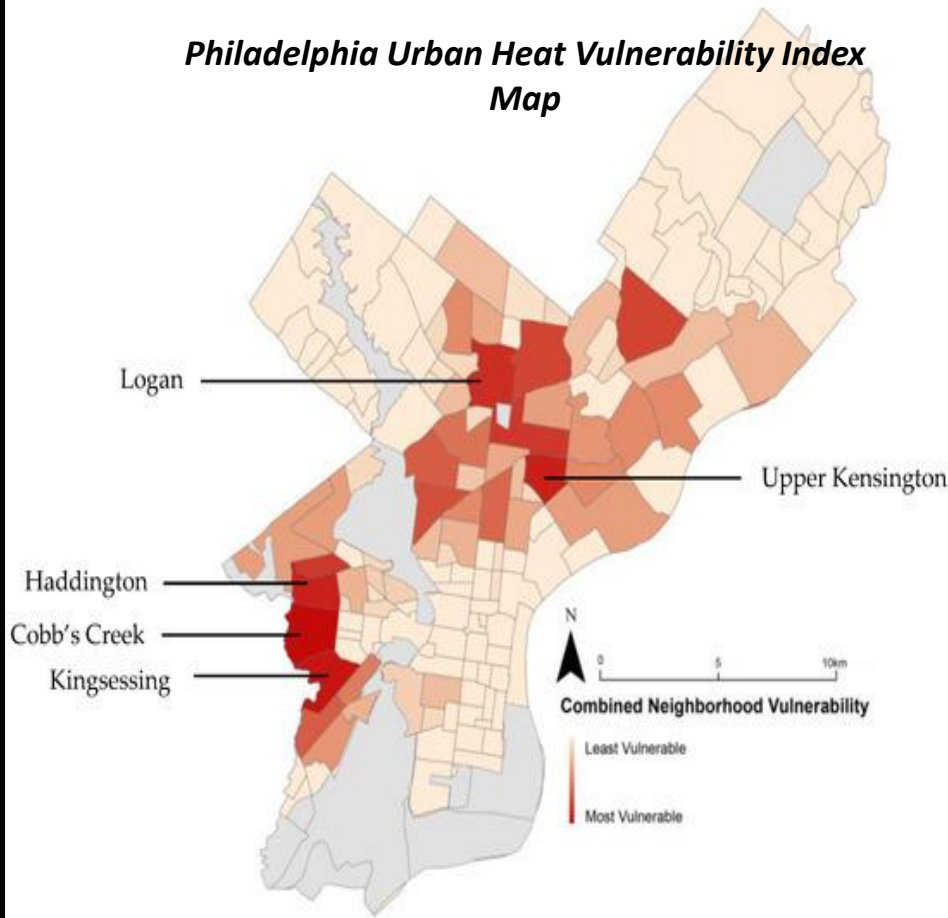 Philadelphia Urban Heat Vulnerability Index
Map
Logan
Upper Kensington
Haddington
Cobb's Creek
Kingsessing
N
0 5 10km
Combined Neighborhood Vulnerability
Least Vulnerable
Most Vulnerable